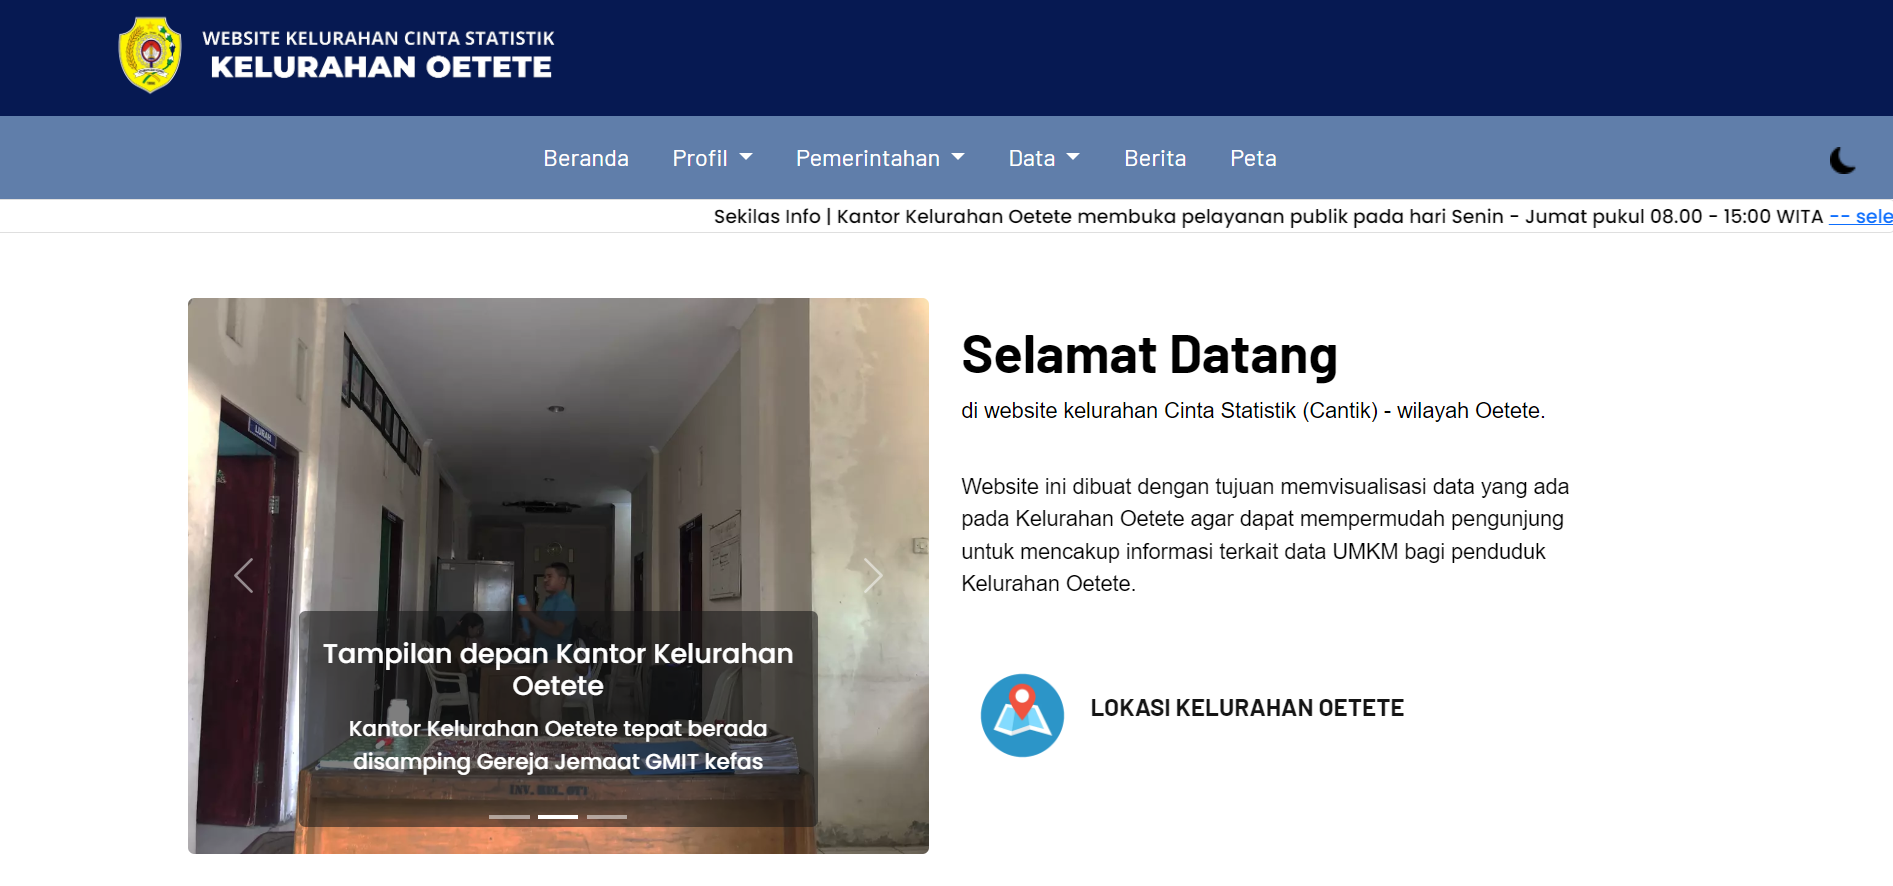 WEBSITE KELURAHAN CINTA STATISTIK
KELURAHAN OETETE
Beranda
Profil
Pemerintahan
Data
Berita
Peta
Sekilas Info | Kantor Kelurahan Oetete membuka pelayanan publik pada hari Senin - Jumat pukul 08.00 - 15:00 WITA -- sele
LURAH
Tampilan depan Kantor Kelurahan
Oetete
Kantor Kelurahan Oetete tepat berada
disamping Gereja Jemaat GMIT kefas
INV. KEL.
Selamat Datang
di website kelurahan Cinta Statistik (Cantik) - wilayah Oetete.
Website ini dibuat dengan tujuan memvisualisasi data yang ada
pada Kelurahan Oetete agar dapat mempermudah pengunjung
untuk mencakup informasi terkait data UMKM bagi penduduk
Kelurahan Oetete.
LOKASI KELURAHAN OETETE